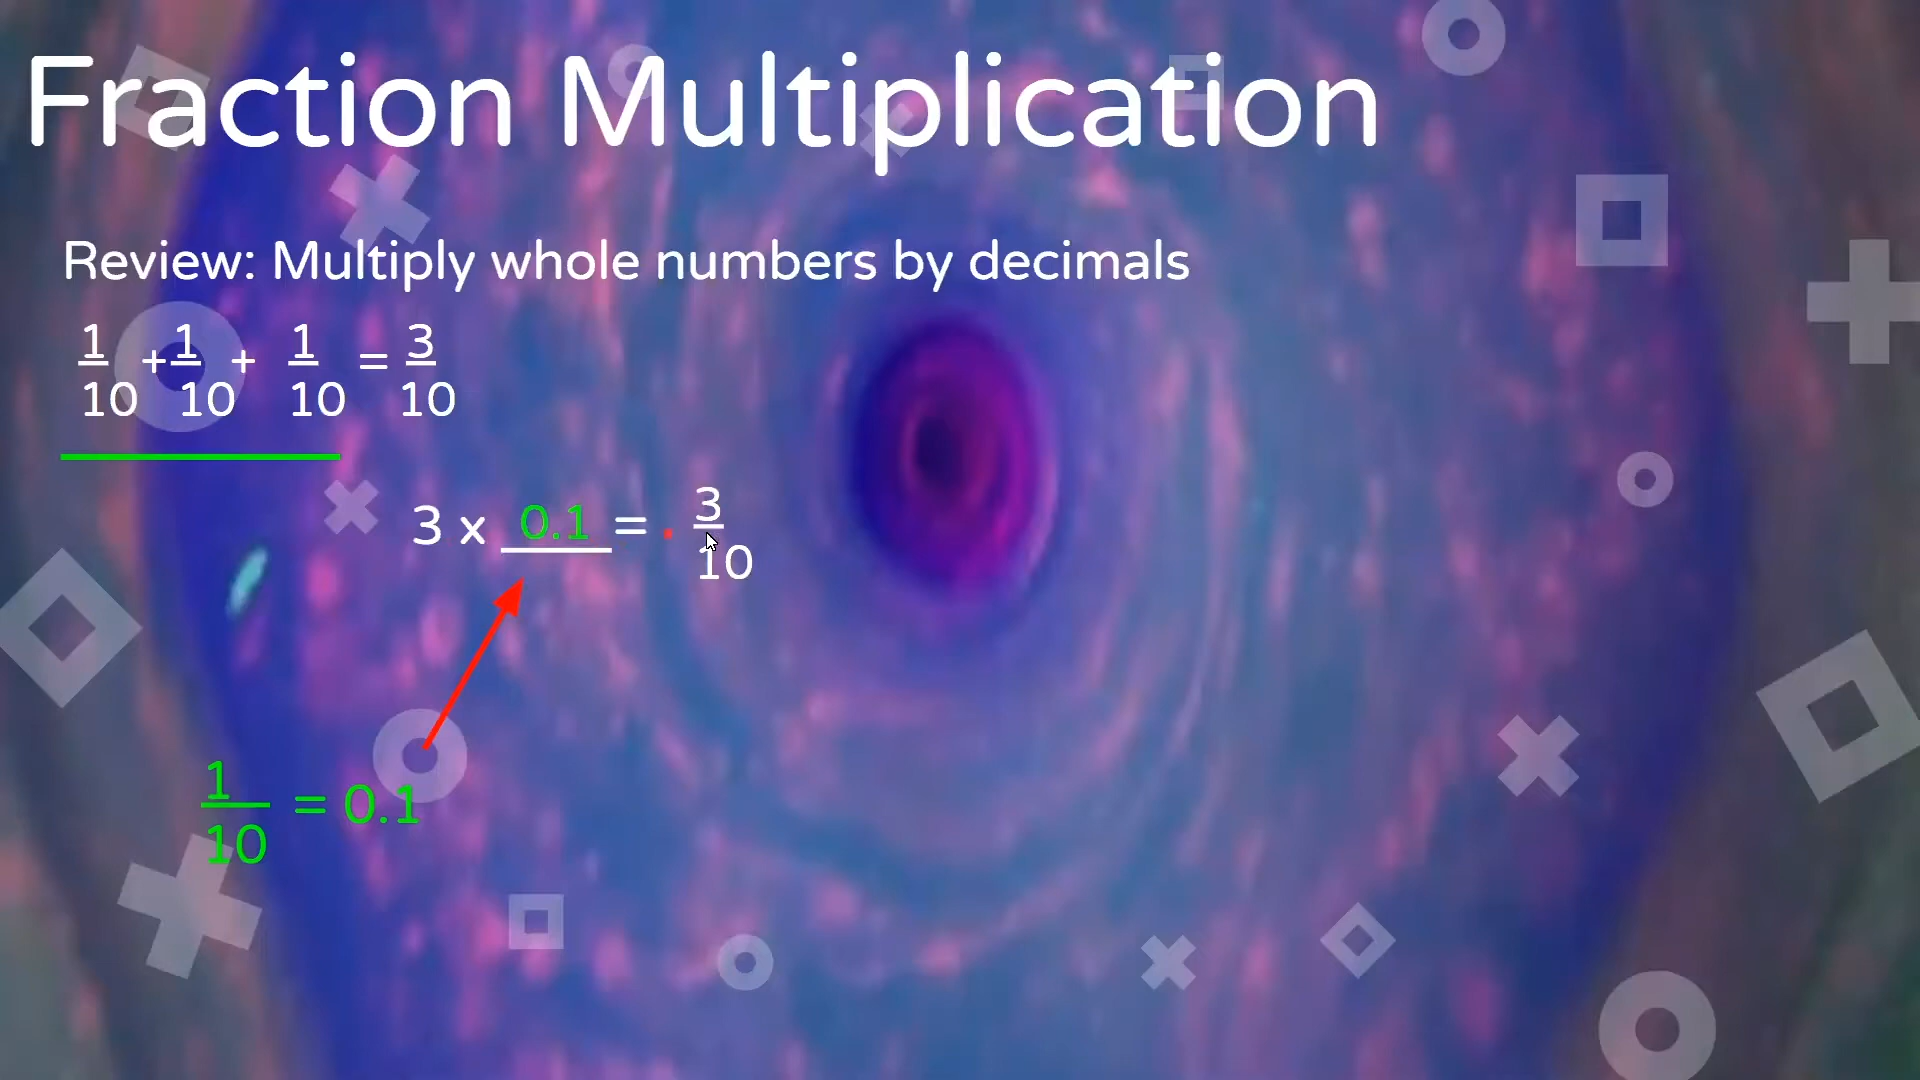 Fraction Multiplication
Review: Multiply whole numbers by decimals
1/10 + 1/10 + 1/10 = 3/10
3 x 0.1 = 3/10
1/10 = 0.1